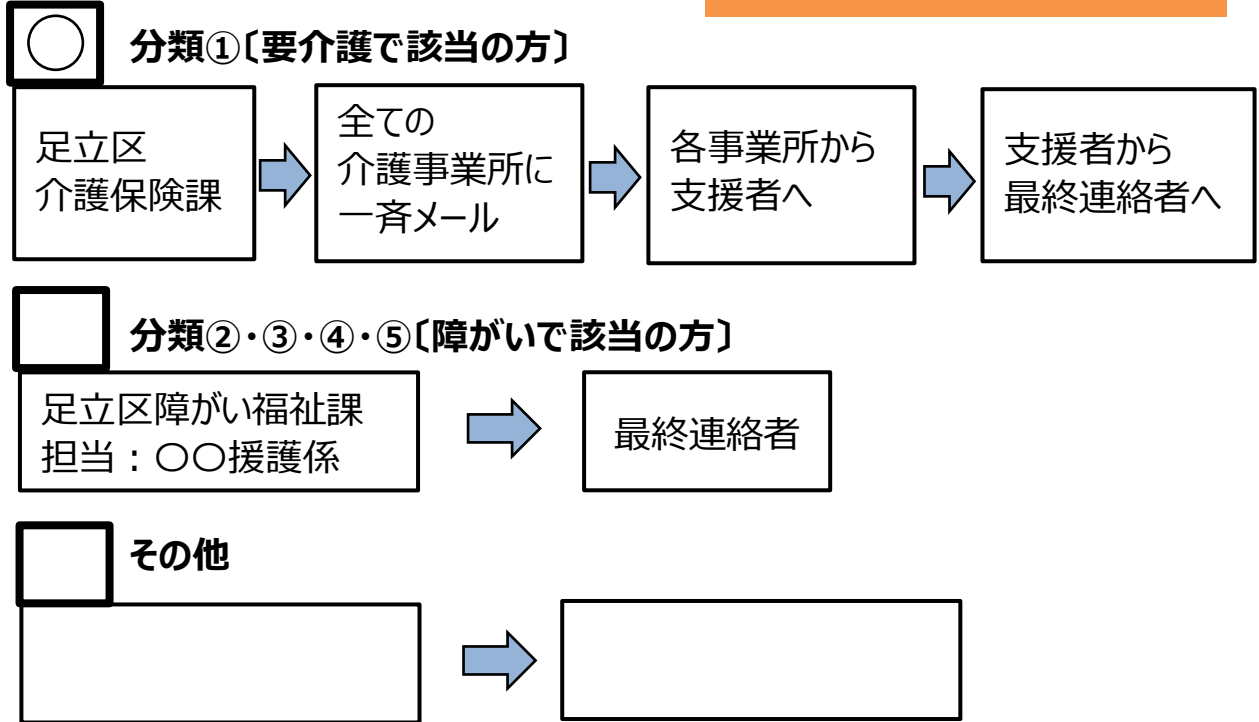 ○
分類①〔要介護で該当の方〕
足立区
介護保険課
全ての
介護事業所に
一斉メール
各事業所から
支援者へ
支援者から
最終連絡者へ
分類②・③・④・⑤〔障がいで該当の方〕
足立区障がい福祉課
担当：〇〇援護係
最終連絡者
その他